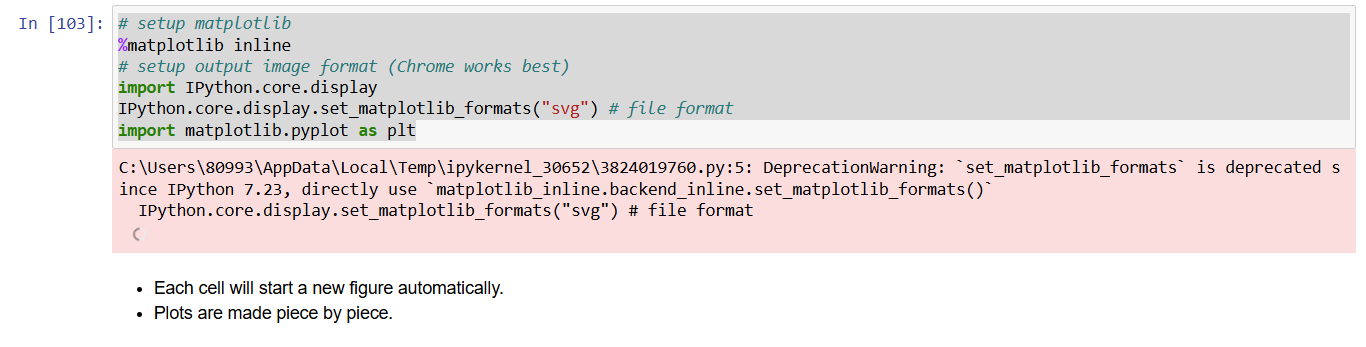 In [103]: # setup matplotlib
%matplotlib inline
# setup output image format (Chrome works best)
import IPython.core.display
IPython.core.display.set_matplotlib_formats("svg") # file format
import matplotlib.pyplot as plt
C:\Users\80993\AppData\Local\Temp\ipykernel_30652\3824019760.py:5: DeprecationWarning: `set_matplotlib_formats` is deprecated s
ince IPython 7.23, directly use `matplotlib_inline.backend_inline.set_matplotlib_formats()`
  IPython.core.display.set_matplotlib_formats("svg") # file format
• Each cell will start a new figure automatically.
• Plots are made piece by piece.